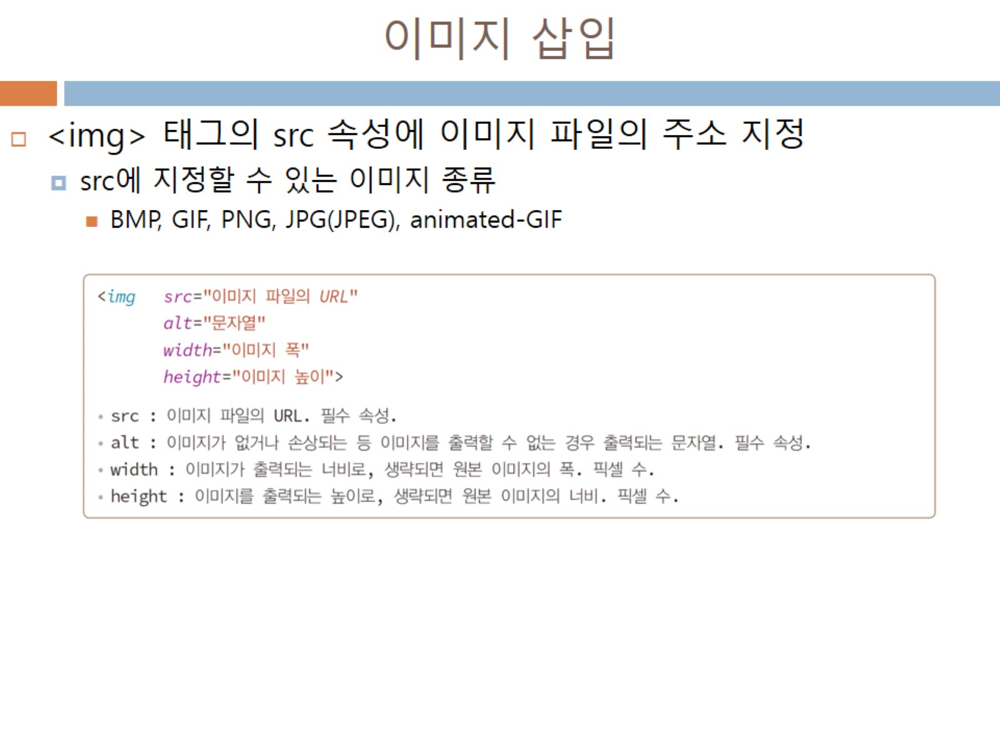 이미지 삽입
<img> 태그의 src 속성에 이미지 파일의 주소 지정
src에 지정할 수 있는 이미지 종류
BMP, GIF, PNG, JPG(JPEG), animated-GIF
<img src="이미지 파일의 URL"
alt="문자열"
width="이미지 폭"
height="이미지 높이">
• src : 이미지 파일의 URL. 필수 속성.
• alt : 이미지가 없거나 손상되는 등 이미지를 출력할 수 없는 경우 출력되는 문자열. 필수 속성.
• width : 이미지가 출력되는 너비로, 생략되면 원본 이미지의 폭. 픽셀 수.
• height : 이미지를 출력되는 높이로, 생략되면 원본 이미지의 너비. 픽셀 수.